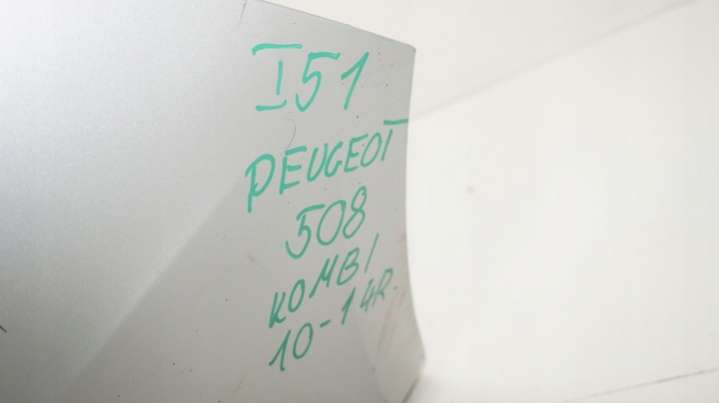 I51
PEUGEOT
508
KOMBI
10-14R.